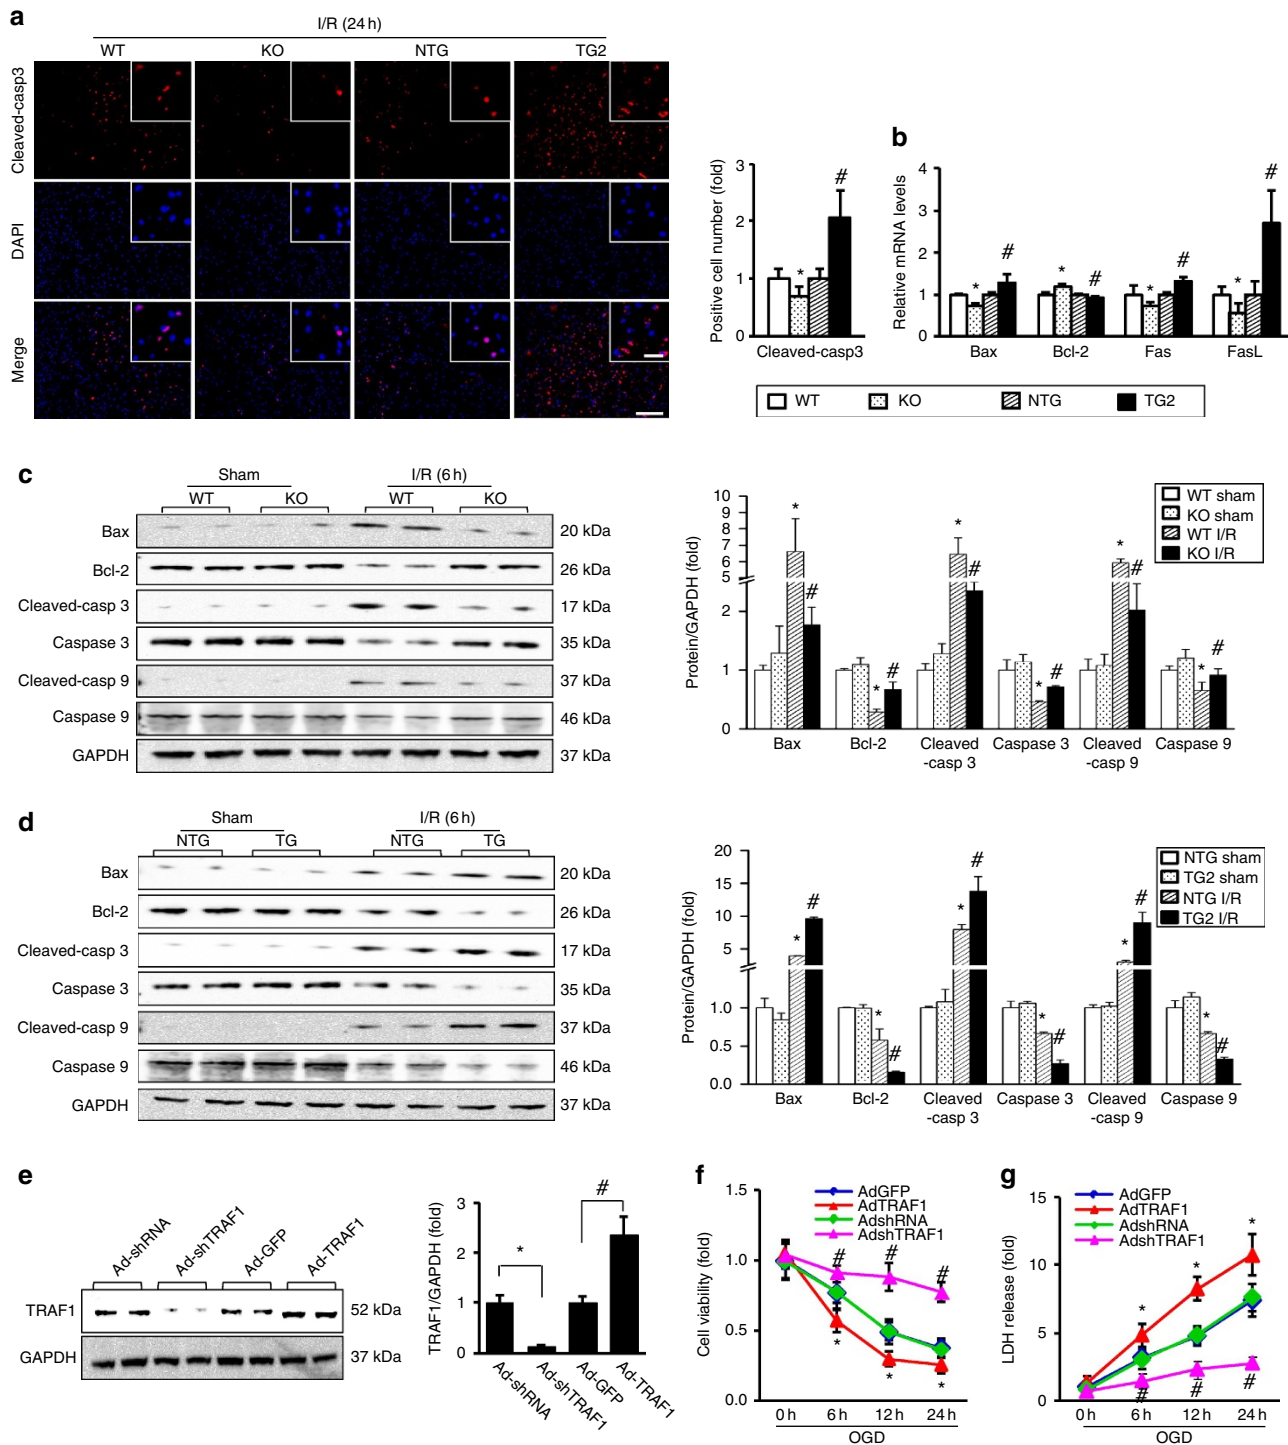 a
I/R (24 h)
WT KO NTG TG2
Cleaved-casp3
DAPI
Merge
Positive cell number (fold)
3
2
1
0
*
#
Cleaved-casp3
b
Relative mRNA levels
4
3
2
1
0
* # * # * # * #
Bax Bcl-2 Fas FasL
WT KO NTG TG2
c
Sham I/R (6 h)
WT KO WT KO
Bax 20 kDa
Bcl-2 26 kDa
Cleaved-casp 3 17 kDa
Caspase 3 35 kDa
Cleaved-casp 9 37 kDa
Caspase 9 46 kDa
GAPDH 37 kDa
Protein/GAPDH (fold)
10
9
8
7
6
5
2
1
0
* # * # * # * # * # * #
Bax Bcl-2 Cleaved Caspase 3 Cleaved Caspase 9
-casp 3 -casp 9
WT sham
KO sham
WT I/R
KO I/R
d
Sham I/R (6 h)
NTG TG NTG TG
Bax 20 kDa
Bcl-2 26 kDa
Cleaved-casp 3 17 kDa
Caspase 3 35 kDa
Cleaved-casp 9 37 kDa
Caspase 9 46 kDa
GAPDH 37 kDa
Protein/GAPDH (fold)
20
15
10
5
1.0
0.5
0.0
* # * # * # * # * # * #
Bax Bcl-2 Cleaved Caspase 3 Cleaved Caspase 9
-casp 3 -casp 9
NTG sham
TG2 sham
NTG I/R
TG2 I/R
e
Ad-shRNA Ad-shTRAF1 Ad-GFP Ad-TRAF1
TRAF1 52 kDa
GAPDH 37 kDa
TRAF1/GAPDH (fold)
3
2
1
0
* #
Ad-shRNA Ad-shTRAF1 Ad-GFP Ad-TRAF1
f
Cell viability (fold)
1.5
1.0
0.5
0.0
AdGFP
AdTRAF1
AdshRNA
AdshTRAF1
# # #
* * *
0 h 6 h 12 h 24 h
OGD
g
LDH release (fold)
15
10
5
0
AdGFP
AdTRAF1
AdshRNA
AdshTRAF1
* * *
# # #
0 h 6 h 12 h 24 h
OGD